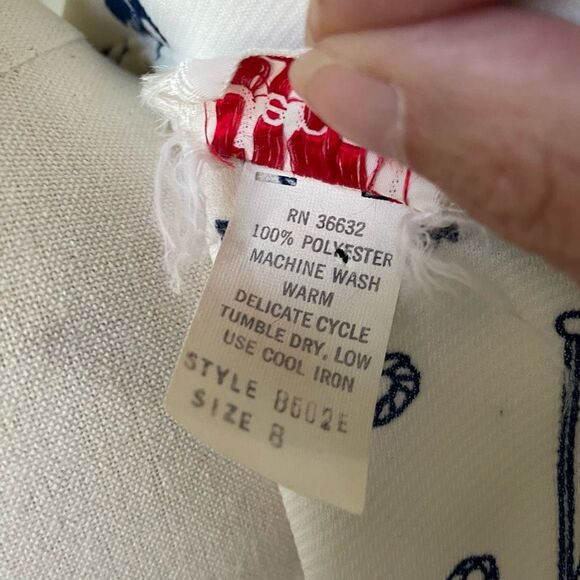 RN 36632
100% POLYESTER
MACHINE WASH
WARM
DELICATE CYCLE
TUMBLE DRY, LOW
USE COOL IRON
STYLE 8602E
SIZE 8